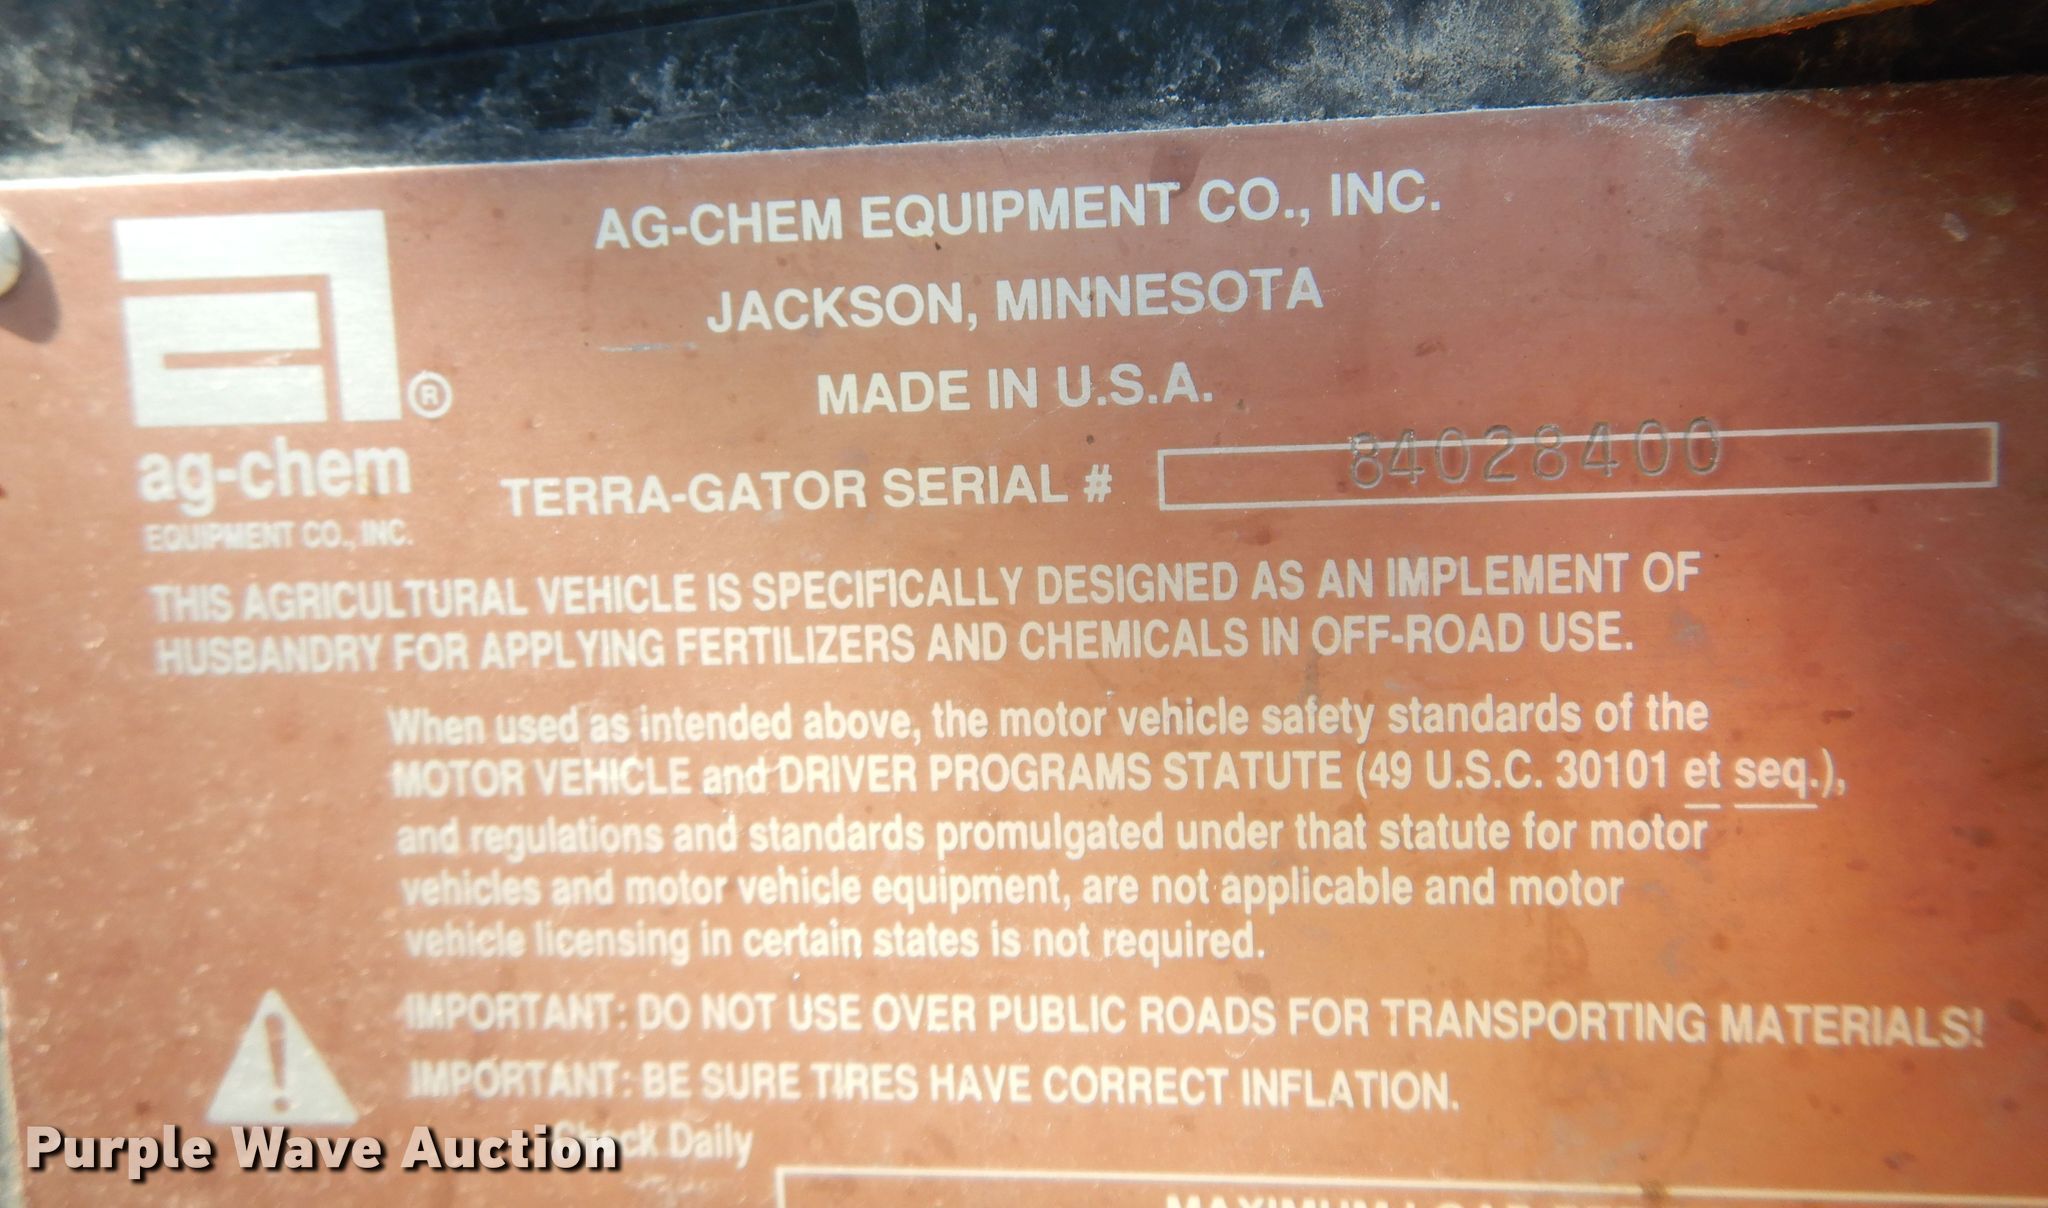 AG-CHEM EQUIPMENT CO., INC.
JACKSON, MINNESOTA
MADE IN U.S.A.
®
ag-chem
EQUIPMENT CO., INC.
TERRA-GATOR SERIAL # 84028400
THIS AGRICULTURAL VEHICLE IS SPECIFICALLY DESIGNED AS AN IMPLEMENT OF
HUSBANDRY FOR APPLYING FERTILIZERS AND CHEMICALS IN OFF-ROAD USE.
When used as intended above, the motor vehicle safety standards of the
MOTOR VEHICLE and DRIVER PROGRAMS STATUTE (49 U.S.C. 30101 et seq.),
and regulations and standards promulgated under that statute for motor
vehicles and motor vehicle equipment, are not applicable and motor
vehicle licensing in certain states is not required.
IMPORTANT: DO NOT USE OVER PUBLIC ROADS FOR TRANSPORTING MATERIALS!
IMPORTANT: BE SURE TIRES HAVE CORRECT INFLATION.
Check Daily
Purple Wave Auction
MAXIMUM LOAD